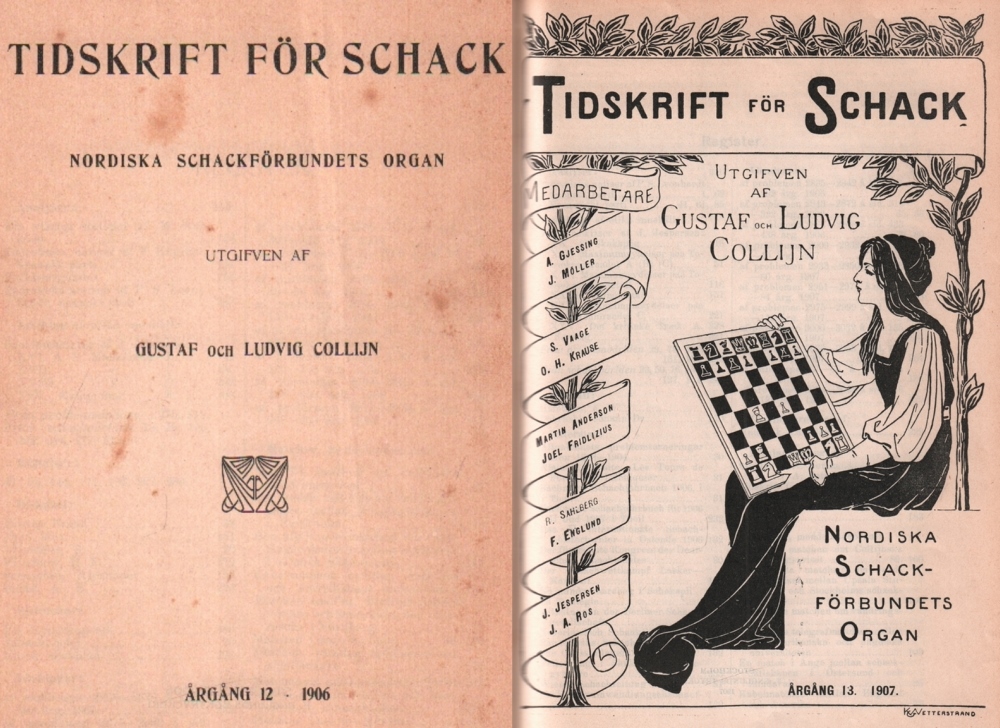 TIDSKRIFT FÖR SCHACK
NORDISKA SCHACKFÖRBUNDETS ORGAN
UTGIFVEN AF
GUSTAF OCH LUDVIG COLLIJN
ÅRGÅNG 12 - 1906
TIDSKRIFT FÖR SCHACK
MEDARBETARE
A. GJESSING
J. MÖLLER
S. VAAGE
O. H. KRAUSE
MARTIN ANDERSON
JOEL FRIDLIZIUS
R. SAHLBERG
F. ENGLUND
J. JESPERSEN
J. A. ROS
UTGIFVEN
AF
GUSTAF OCH LUDVIG
COLLIJN
NORDISKA
SCHACK-
FÖRBUNDETS
ORGAN
ÅRGÅNG 13. 1907.
VETTERSTRAND